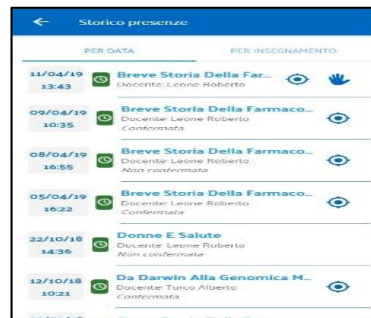 Storico presenze
PER DATA
PER INSEGNAMENTO
11/04/19
13:43
Breve Storia Della Far...
Docente: Leone Roberto
09/04/19
10:35
Breve Storia Della Farmaco...
Docente: Leone Roberto
Confermata
08/04/19
16:55
Breve Storia Della Farmaco...
Docente: Leone Roberto
Non confermata
05/04/19
16:22
Breve Storia Della Farmaco...
Docente: Leone Roberto
Confermata
22/10/18
14:36
Donne E Salute
Docente: Leone Roberto
Non confermata
12/10/18
10:21
Da Darwin Alla Genomica M...
Docente: Turco Alberto
Confermata